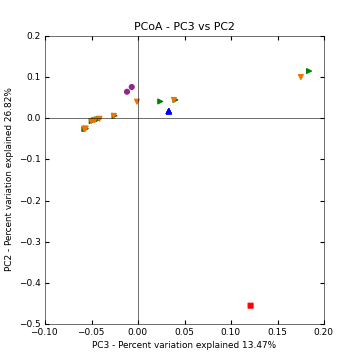 PCoA - PC3 vs PC2
0.2
0.1
0.0
−0.1
−0.2
−0.3
−0.4
−0.5
−0.10 −0.05 0.00 0.05 0.10 0.15 0.20
PC2 - Percent variation explained 26.82%
PC3 - Percent variation explained 13.47%